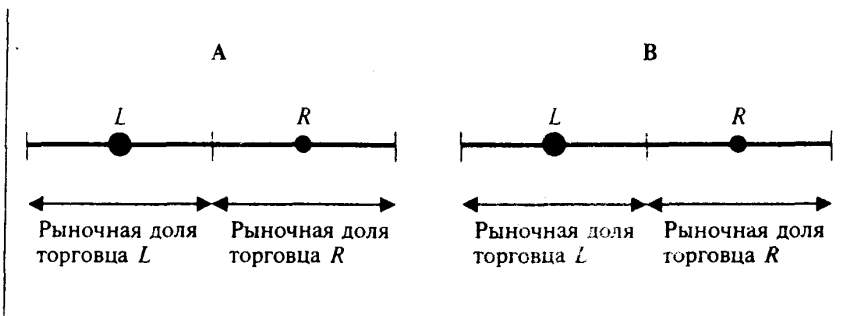 A B
L R L R
Рыночная доля Рыночная доля Рыночная доля Рыночная доля
торговца L торговца R торговца L торговца R